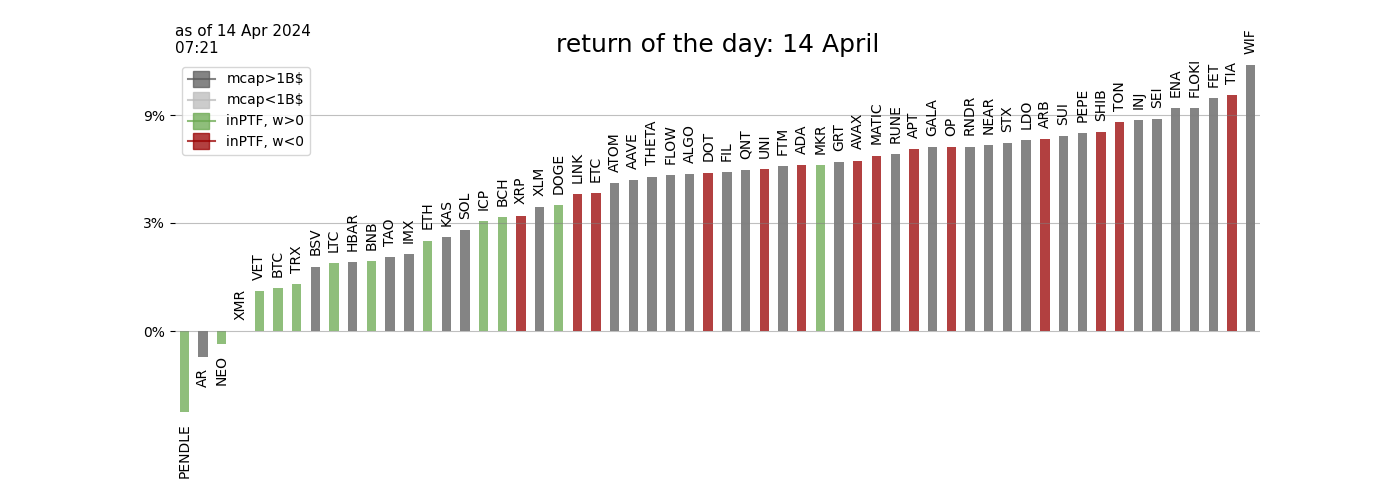 as of 14 Apr 2024
07:21
return of the day: 14 April
mcap>1B$
mcap<1B$
inPTF, w>0
inPTF, w<0
9%
3%
0%
PENDLE
AR
NEO
XMR
VET
BTC
TRX
BSV
LTC
HBAR
BNB
TAO
IMX
ETH
KAS
SOL
ICP
BCH
XRP
XLM
DOGE
LINK
ETC
ATOM
AAVE
THETA
FLOW
ALGO
DOT
FIL
QNT
UNI
FTM
ADA
MKR
GRT
AVAX
MATIC
RUNE
APT
GALA
OP
RNDR
NEAR
STX
LDO
ARB
SUI
PEPE
SHIB
TON
INJ
SEI
ENA
FLOKI
FET
TIA
WIF